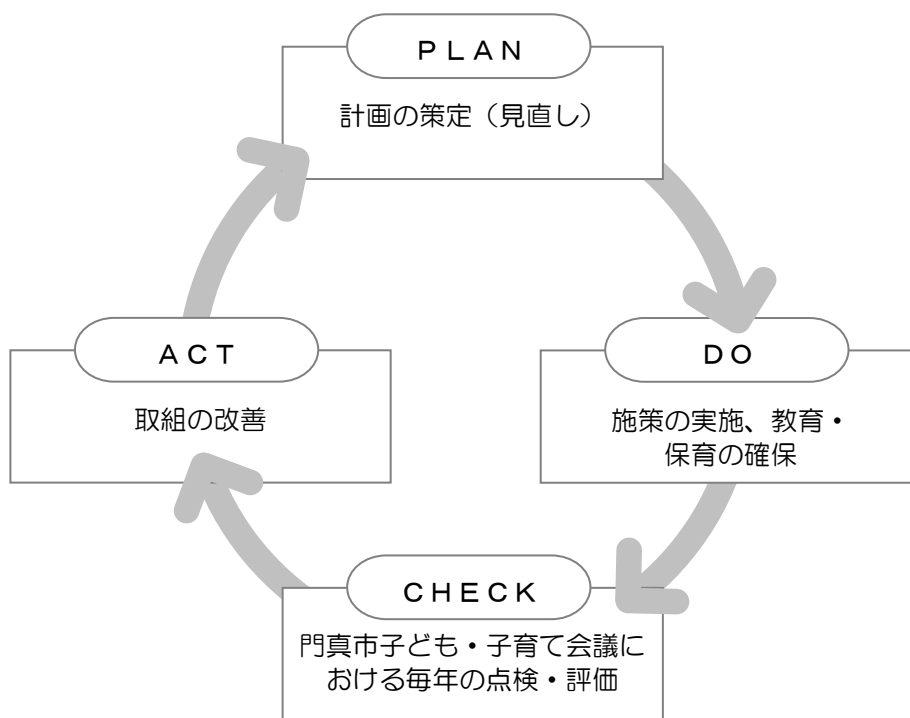 ＰＬＡＮ
計画の策定（見直し）
ＡＣＴ
取組の改善
ＤＯ
施策の実施、教育・
保育の確保
ＣＨＥＣＫ
門真市子ども・子育て会議に
おける毎年の点検・評価